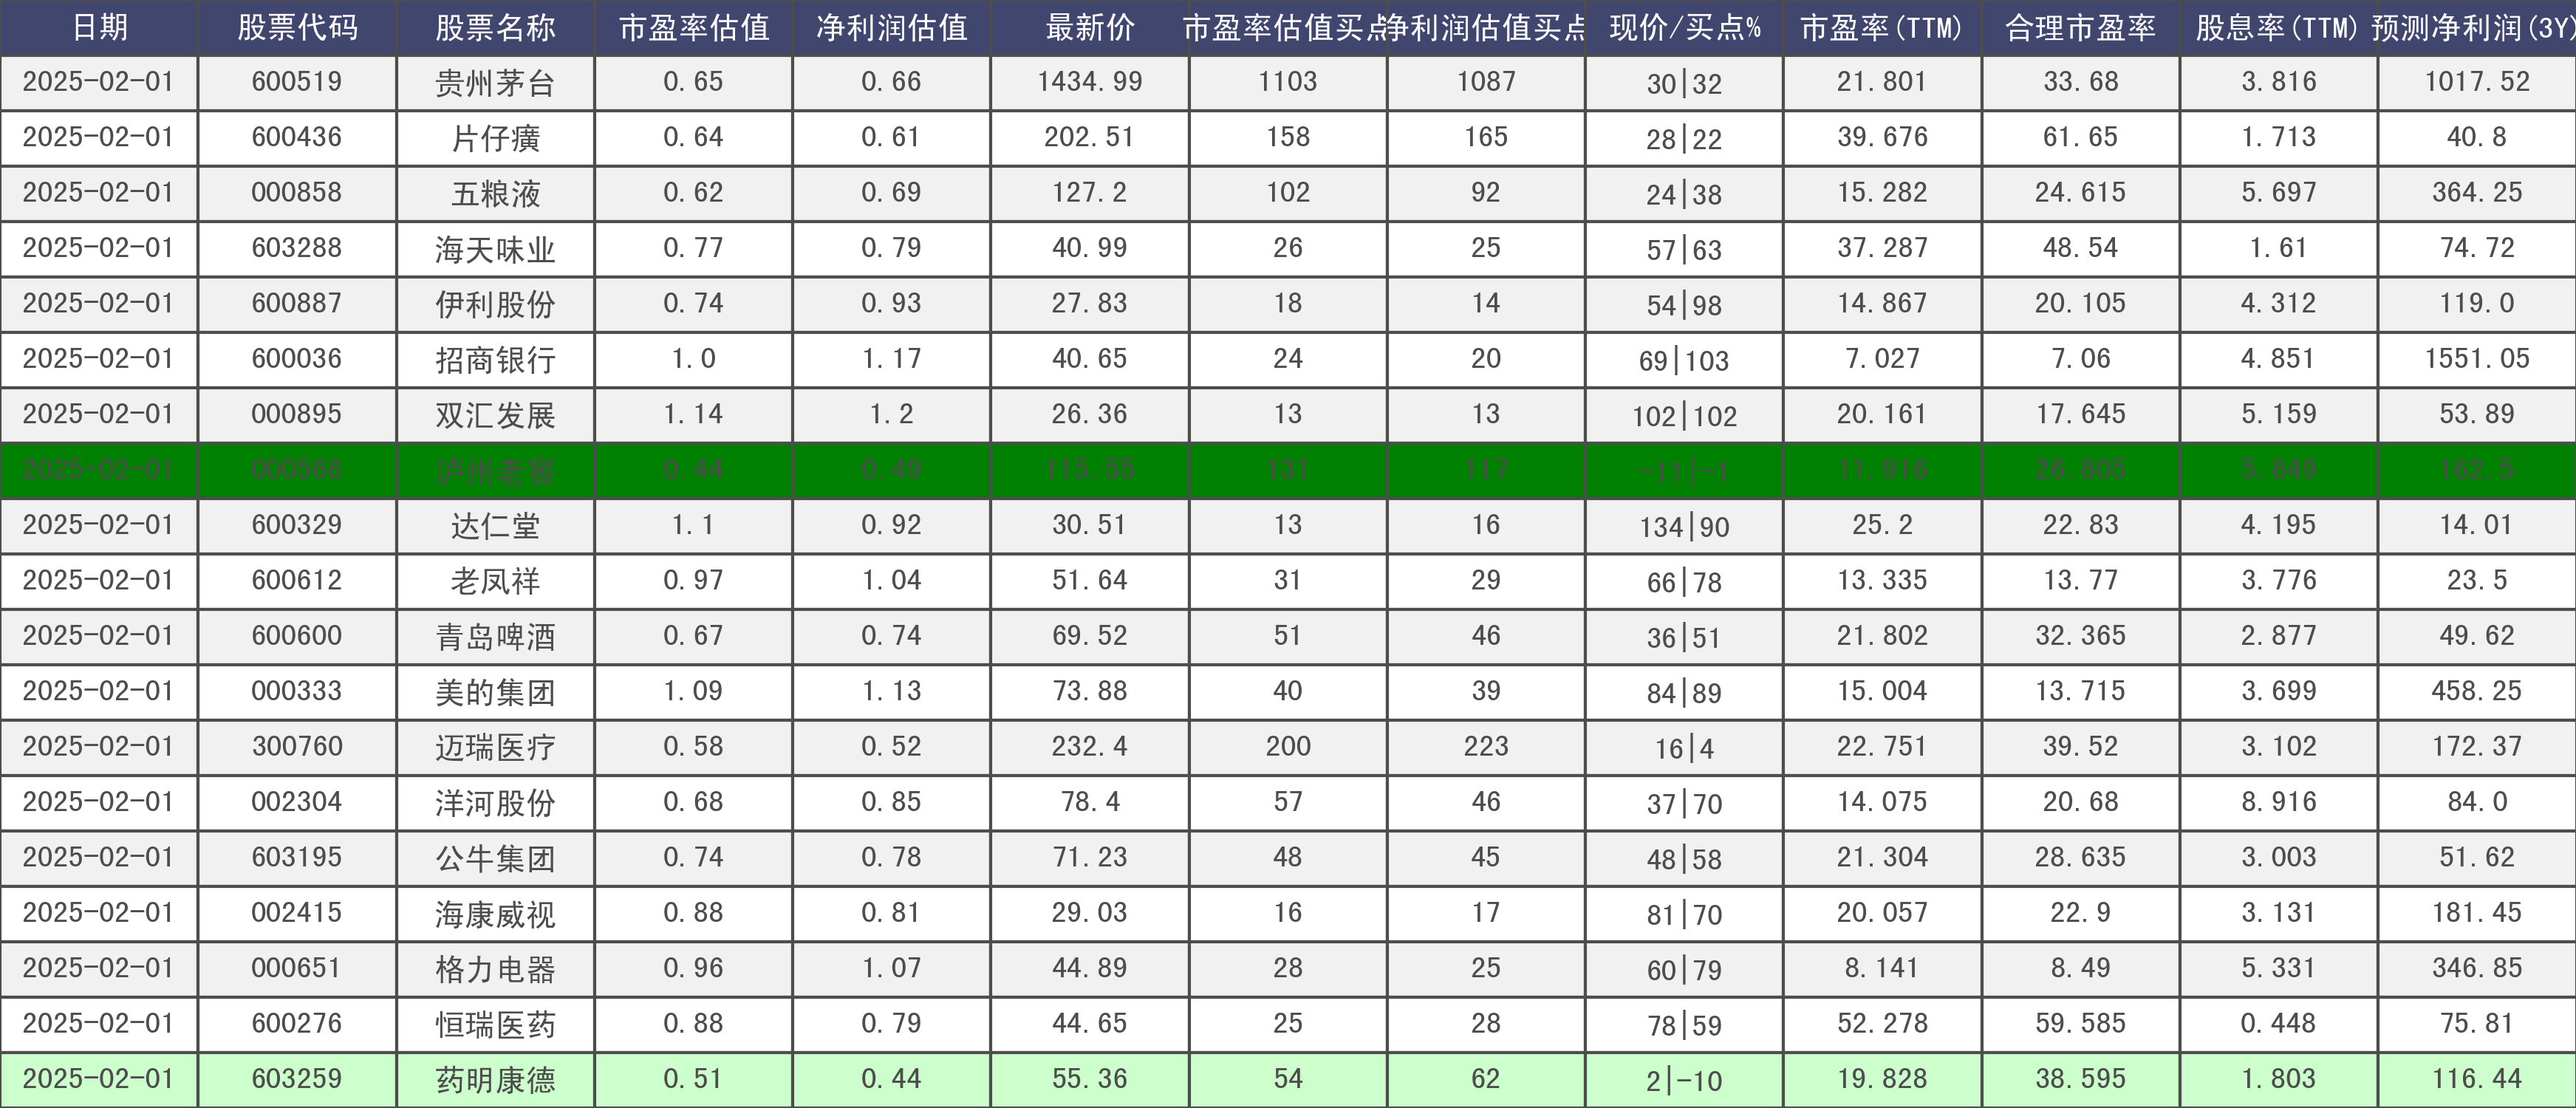 日期 股票代码 股票名称 市盈率估值 净利润估值 最新价 市盈率估值买点 净利润估值买点 现价/买点% 市盈率(TTM) 合理市盈率 股息率(TTM) 预测净利润(3Y)
2025-02-01 600519 贵州茅台 0.65 0.66 1434.99 1103 1087 30|32 21.801 33.68 3.816 1017.52
2025-02-01 600436 片仔癀 0.64 0.61 202.51 158 165 28|22 39.676 61.65 1.713 40.8
2025-02-01 000858 五粮液 0.62 0.69 127.2 102 92 24|38 15.282 24.615 5.697 364.25
2025-02-01 603288 海天味业 0.77 0.79 40.99 26 25 57|63 37.287 48.54 1.61 74.72
2025-02-01 600887 伊利股份 0.74 0.93 27.83 18 14 54|98 14.867 20.105 4.312 119.0
2025-02-01 600036 招商银行 1.0 1.17 40.65 24 20 69|103 7.027 7.06 4.851 1551.05
2025-02-01 000895 双汇发展 1.14 1.2 26.36 13 13 102|102 20.161 17.645 5.159 53.89
2025-02-01 000568 泸州老窖 0.44 0.49 115.55 131 117 -11|-1 11.916 26.805 5.849 162.5
2025-02-01 600329 达仁堂 1.1 0.92 30.51 13 16 134|90 25.2 22.83 4.195 14.01
2025-02-01 600612 老凤祥 0.97 1.04 51.64 31 29 66|78 13.335 13.77 3.776 23.5
2025-02-01 600600 青岛啤酒 0.67 0.74 69.52 51 46 36|51 21.802 32.365 2.877 49.62
2025-02-01 000333 美的集团 1.09 1.13 73.88 40 39 84|89 15.004 13.715 3.699 458.25
2025-02-01 300760 迈瑞医疗 0.58 0.52 232.4 200 223 16|4 22.751 39.52 3.102 172.37
2025-02-01 002304 洋河股份 0.68 0.85 78.4 57 46 37|70 14.075 20.68 8.916 84.0
2025-02-01 603195 公牛集团 0.74 0.78 71.23 48 45 48|58 21.304 28.635 3.003 51.62
2025-02-01 002415 海康威视 0.88 0.81 29.03 16 17 81|70 20.057 22.9 3.131 181.45
2025-02-01 000651 格力电器 0.96 1.07 44.89 28 25 60|79 8.141 8.49 5.331 346.85
2025-02-01 600276 恒瑞医药 0.88 0.79 44.65 25 28 78|59 52.278 59.585 0.448 75.81
2025-02-01 603259 药明康德 0.51 0.44 55.36 54 62 2|-10 19.828 38.595 1.803 116.44